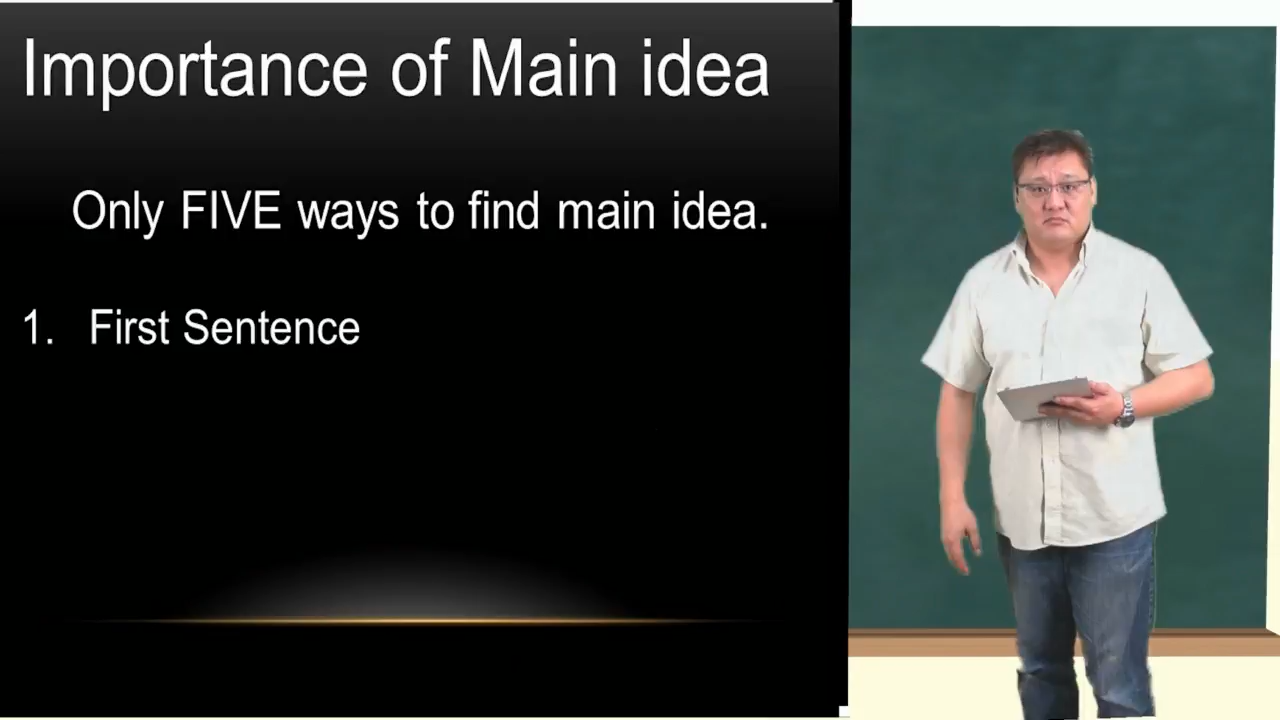 Importance of Main idea
Only FIVE ways to find main idea.
1. First Sentence